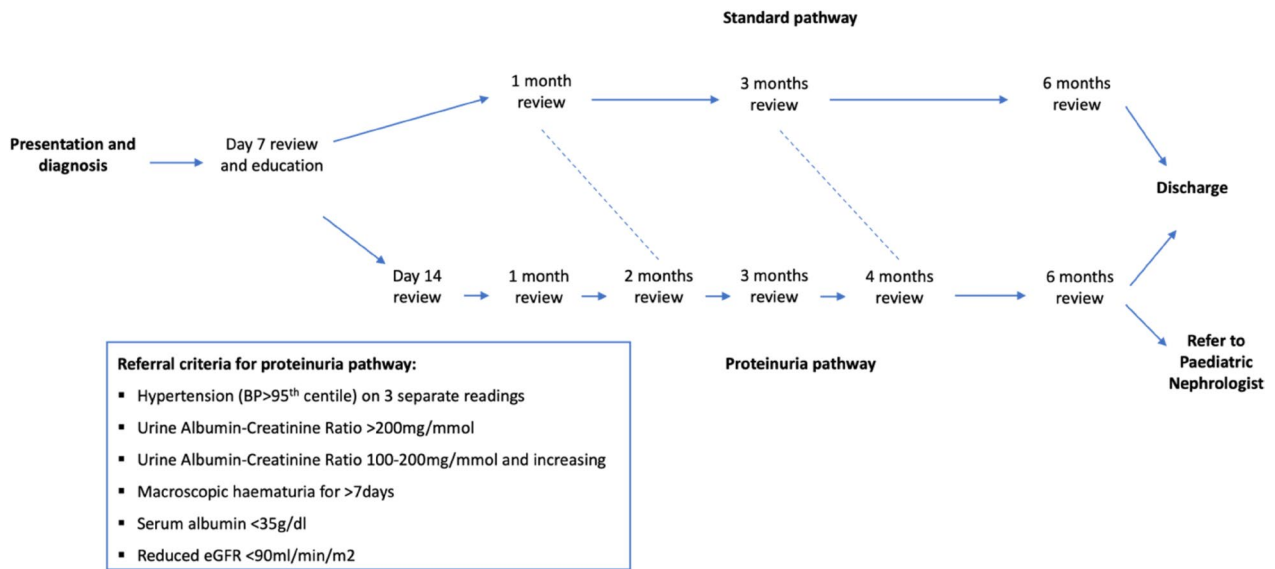 Standard pathway
1 month
review
3 months
review
6 months
review
Presentation and
diagnosis
Day 7 review
and education
Discharge
Day 14
review
1 month
review
2 months
review
3 months
review
4 months
review
6 months
review
Refer to
Paediatric
Nephrologist
Proteinuria pathway
Referral criteria for proteinuria pathway:
▪ Hypertension (BP>95th centile) on 3 separate readings
▪ Urine Albumin-Creatinine Ratio >200mg/mmol
▪ Urine Albumin-Creatinine Ratio 100-200mg/mmol and increasing
▪ Macroscopic haematuria for >7days
▪ Serum albumin <35g/dl
▪ Reduced eGFR <90ml/min/m2